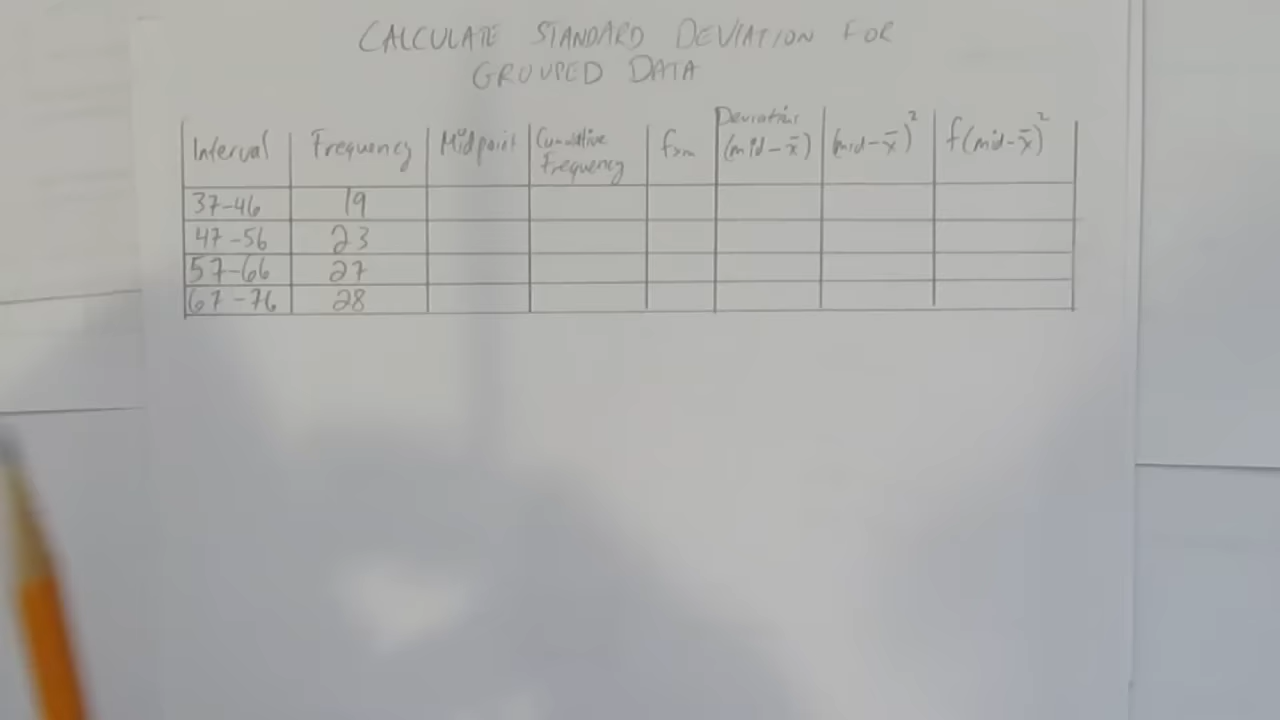 CALCULATE STANDARD DEVIATION FOR
GROUPED DATA
Interval Frequency Midpoint Cumulative Frequency fxm Deviation (mid-x̄) (mid-x̄)² f(mid-x̄)²
37-46 19
47-56 23
57-66 27
67-76 28